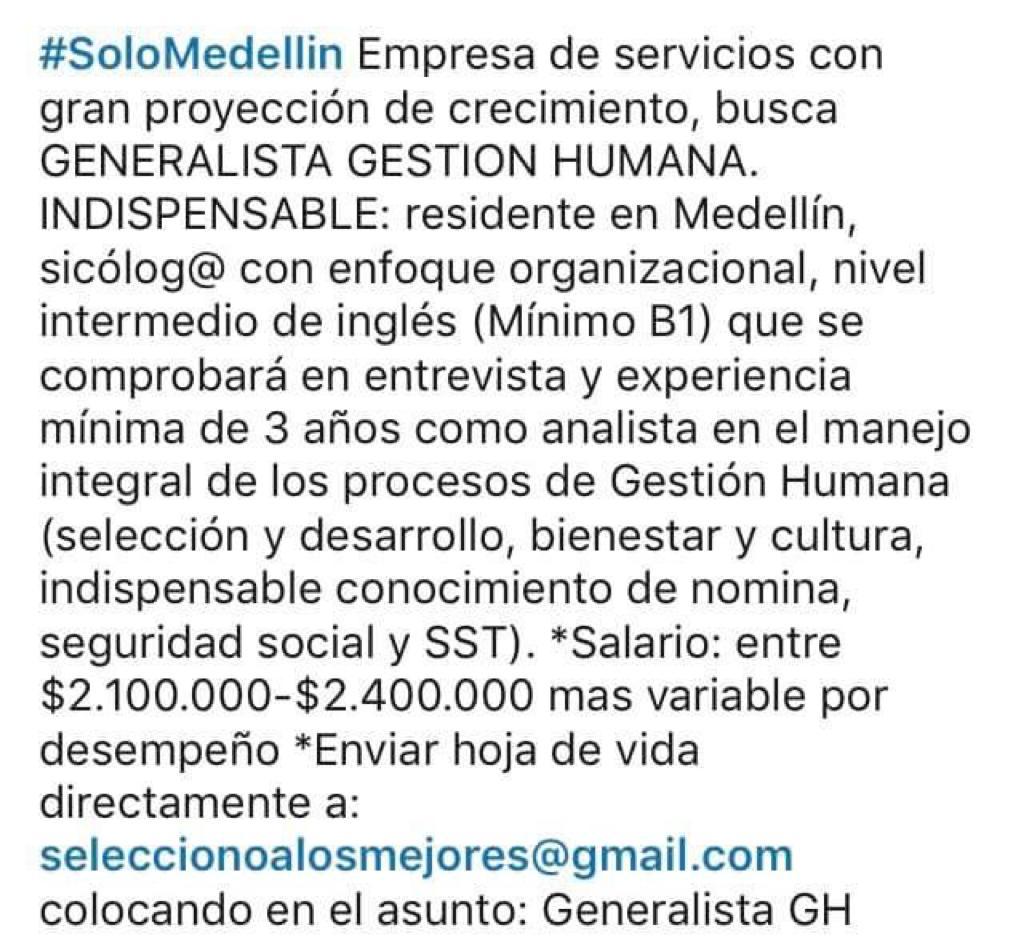 #SoloMedellin Empresa de servicios con
gran proyección de crecimiento, busca
GENERALISTA GESTION HUMANA.
INDISPENSABLE: residente en Medellín,
sicólog@ con enfoque organizacional, nivel
intermedio de inglés (Mínimo B1) que se
comprobará en entrevista y experiencia
mínima de 3 años como analista en el manejo
integral de los procesos de Gestión Humana
(selección y desarrollo, bienestar y cultura,
indispensable conocimiento de nomina,
seguridad social y SST). *Salario: entre
$2.100.000-$2.400.000 mas variable por
desempeño *Enviar hoja de vida
directamente a:
seleccionoalosmejores@gmail.com
colocando en el asunto: Generalista GH